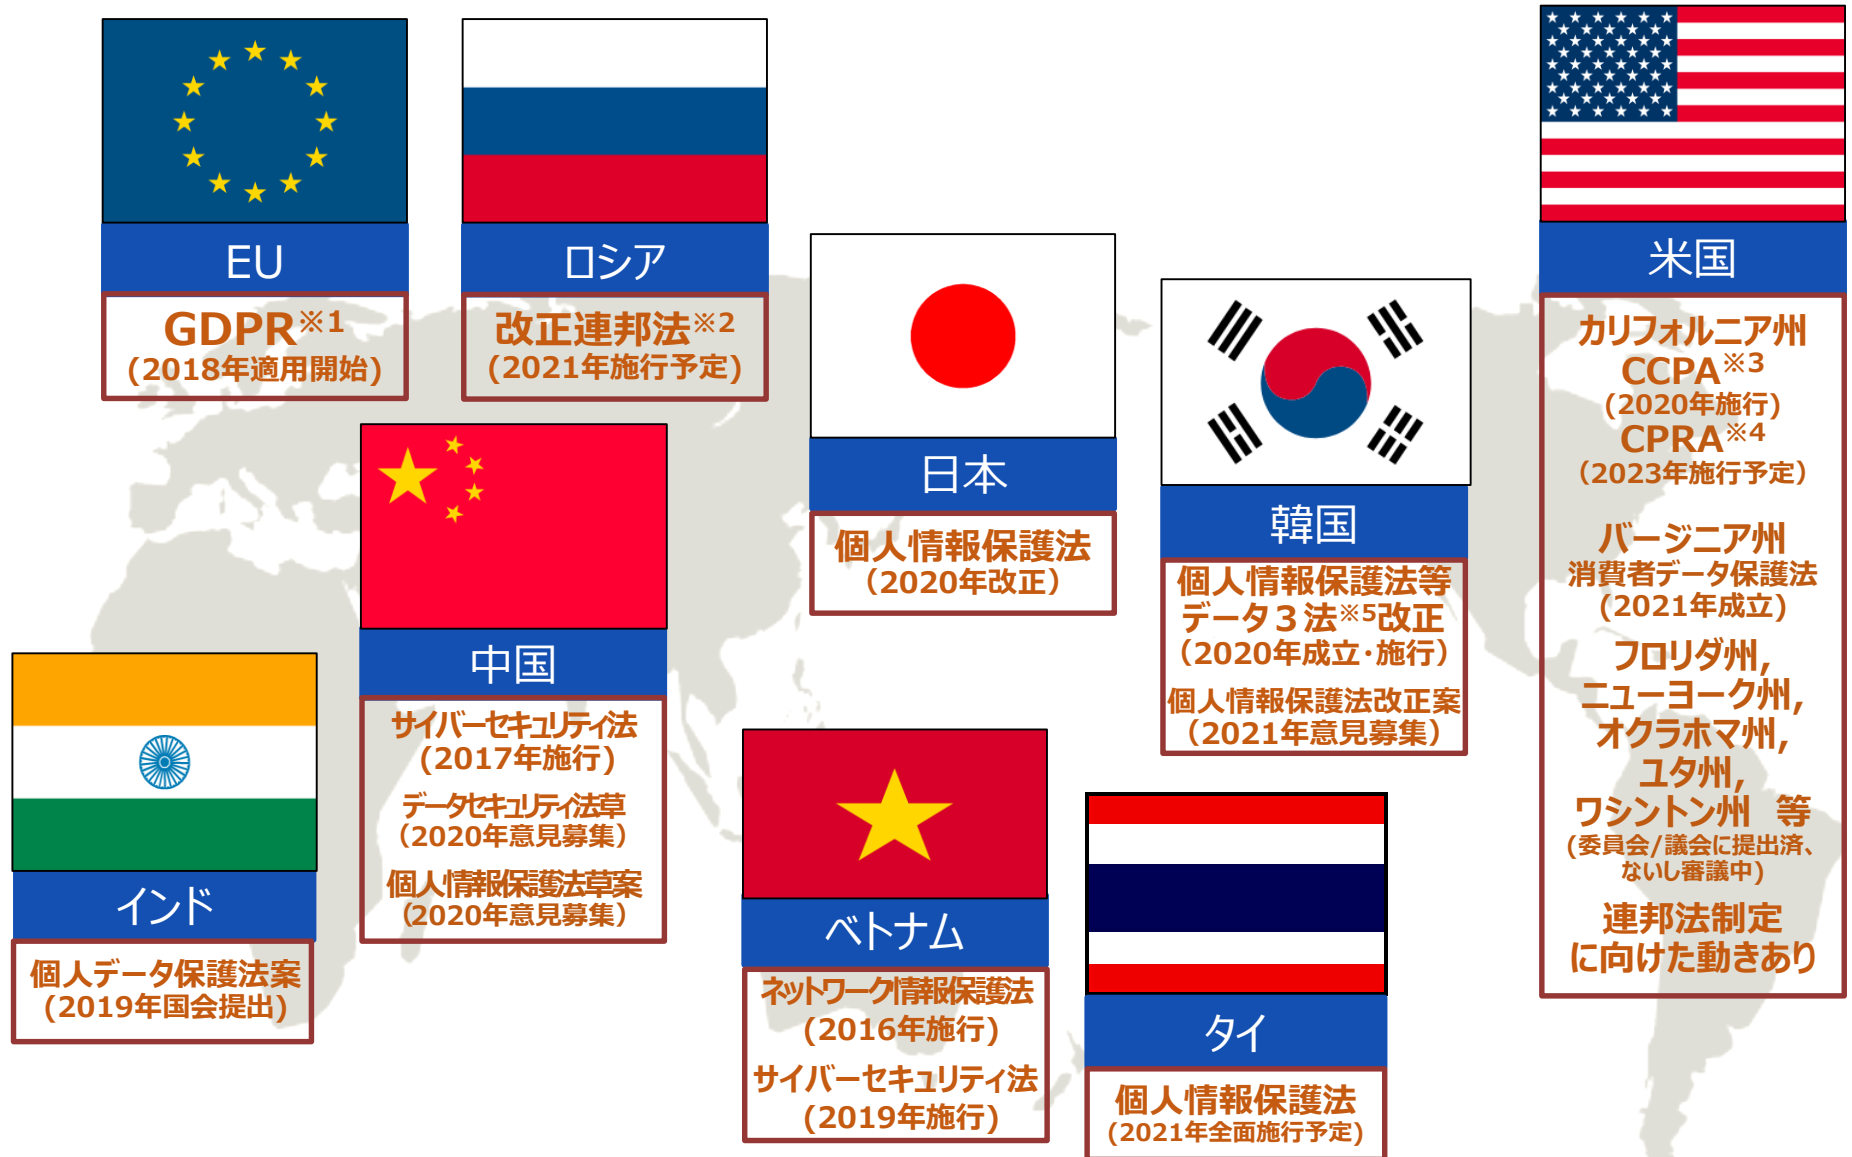 EU
GDPR※1
(2018年適用開始)
ロシア
改正連邦法※2
(2021年施行予定)
日本
個人情報保護法
（2020年改正）
韓国
個人情報保護法等
データ３法※5改正
（2020年成立・施行）
個人情報保護法改正案
（2021年意見募集）
米国
カリフォルニア州
CCPA※3
(2020年施行)
CPRA※4
（2023年施行予定）
バージニア州
消費者データ保護法
(2021年成立)
フロリダ州,
ニューヨーク州,
オクラホマ州,
ユタ州,
ワシントン州　等
(委員会/議会に提出済、
ないし審議中)
連邦法制定
に向けた動きあり
中国
サイバーセキュリティ法
(2017年施行)
データセキュリティ法草
（2020年意見募集）
個人情報保護法草案
（2020年意見募集）
インド
個人データ保護法案
(2019年国会提出)
ベトナム
ネットワーク情報保護法
(2016年施行)
サイバーセキュリティ法
(2019年施行)
タイ
個人情報保護法
(2021年全面施行予定)